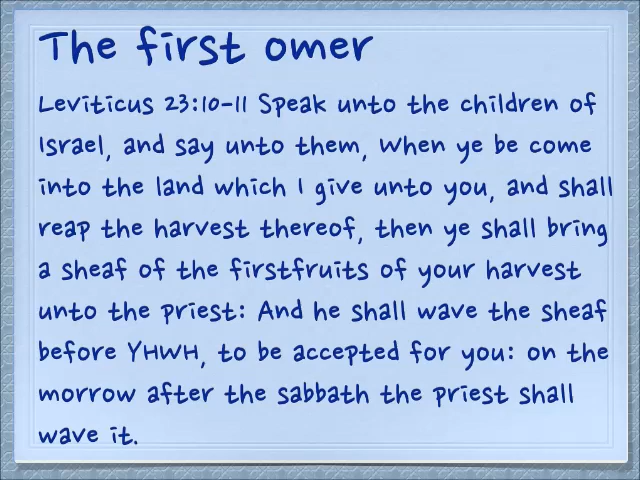 The first omer
Leviticus 23:10-11 Speak unto the children of
Israel, and say unto them, When ye be come
into the land which I give unto you, and shall
reap the harvest thereof, then ye shall bring
a sheaf of the firstfruits of your harvest
unto the priest: And he shall wave the sheaf
before YHWH, to be accepted for you: on the
morrow after the sabbath the priest shall
wave it.